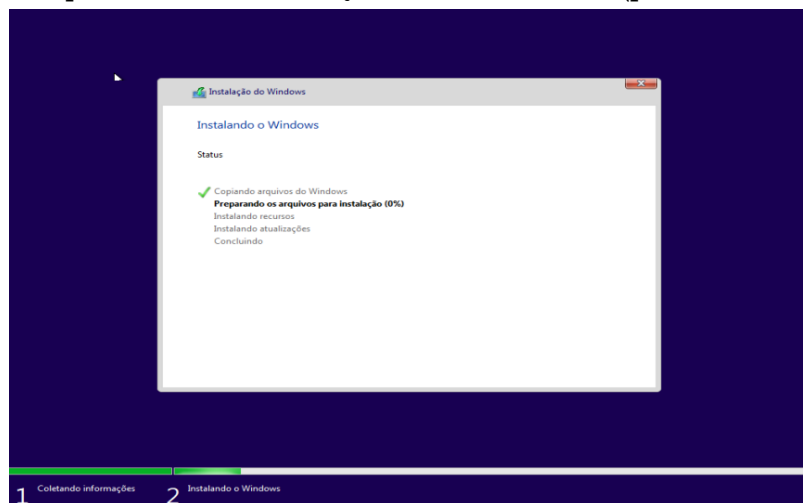 Instalação do Windows
Instalando o Windows
Status
Copiando arquivos do Windows
Preparando os arquivos para instalação (0%)
Instalando recursos
Instalando atualizações
Concluindo
1 Coletando informações
2 Instalando o Windows